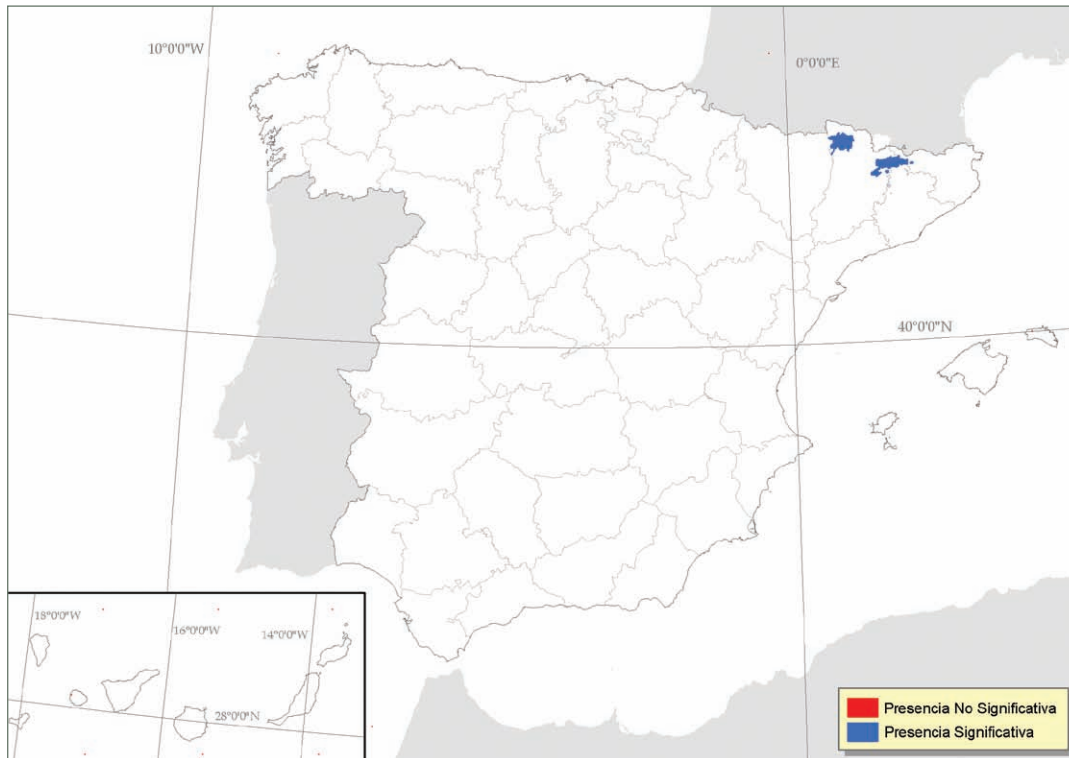 10°0'0"W
0°0'0"E
40°0'0"N
18°0'0"W
16°0'0"W
14°0'0"W
28°0'0"N
Presencia No Significativa
Presencia Significativa